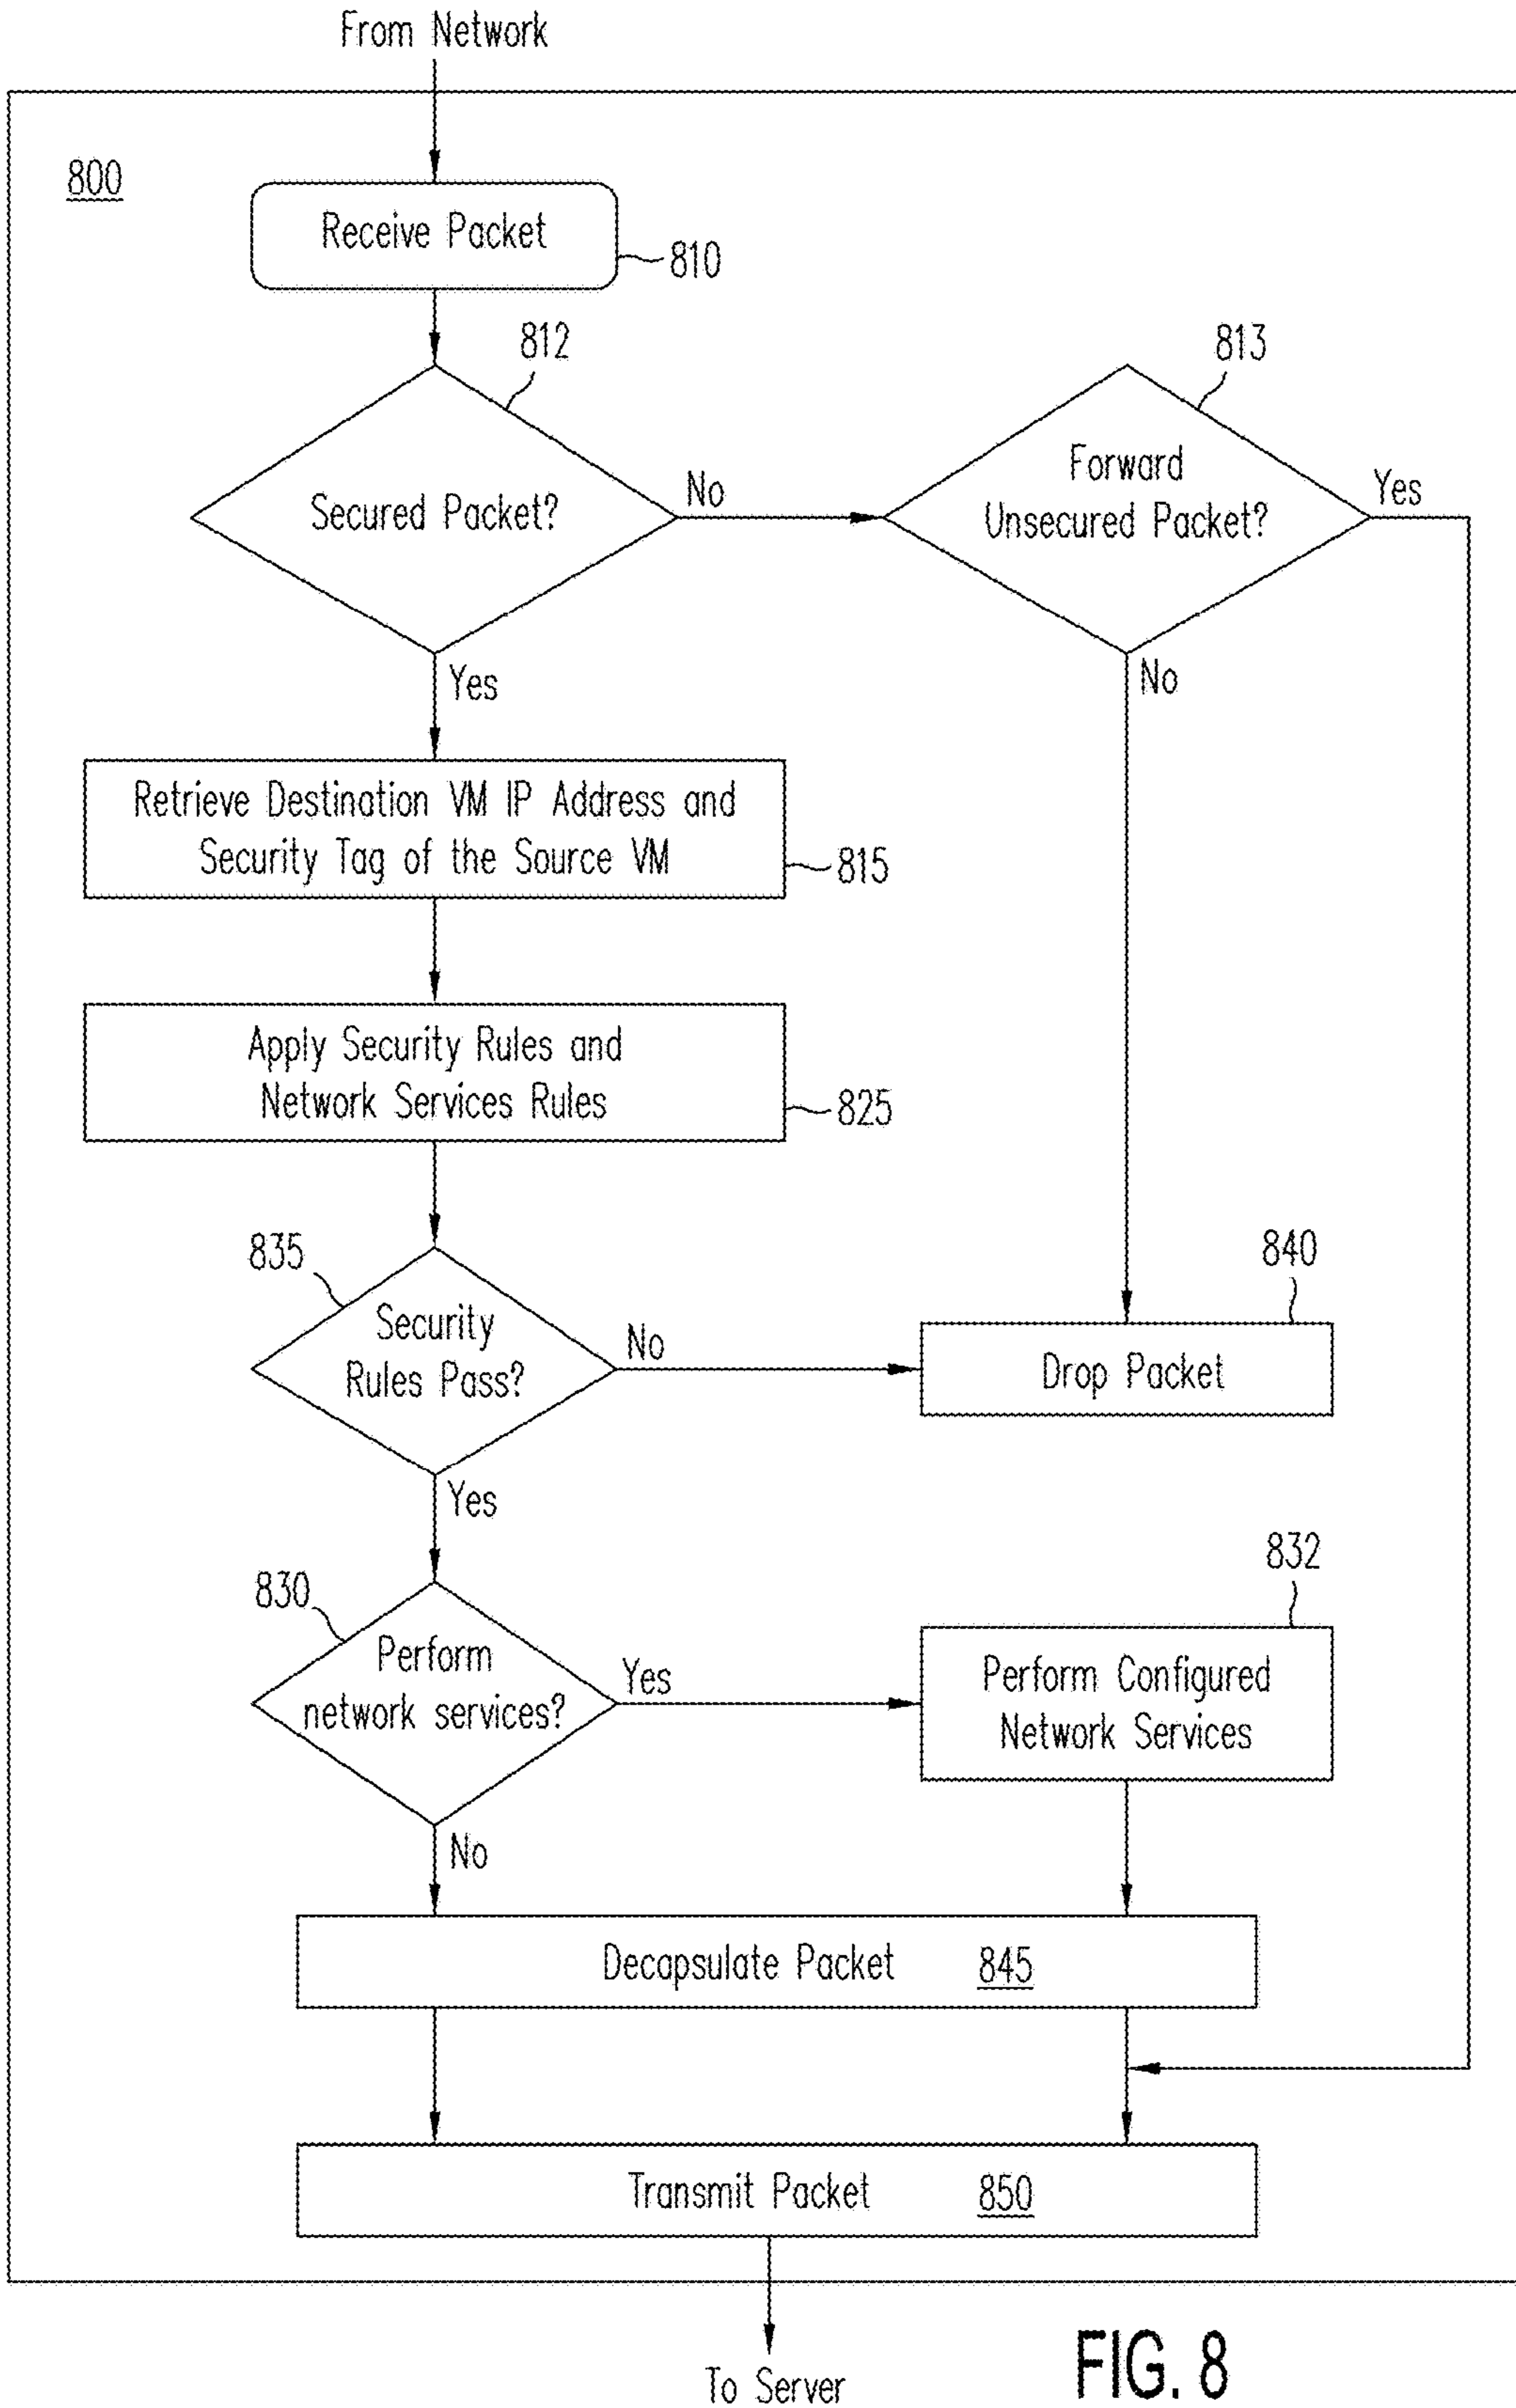 From Network
800
Receive Packet
810
812
813
Secured Packet?
No
Forward
Unsecured Packet?
Yes
Yes
No
Retrieve Destination VM IP Address and
Security Tag of the Source VM
815
Apply Security Rules and
Network Services Rules
825
835
Security
Rules Pass?
No
840
Drop Packet
Yes
830
Perform
network services?
Yes
832
Perform Configured
Network Services
No
Decapsulate Packet 845
Transmit Packet 850
To Server
FIG. 8